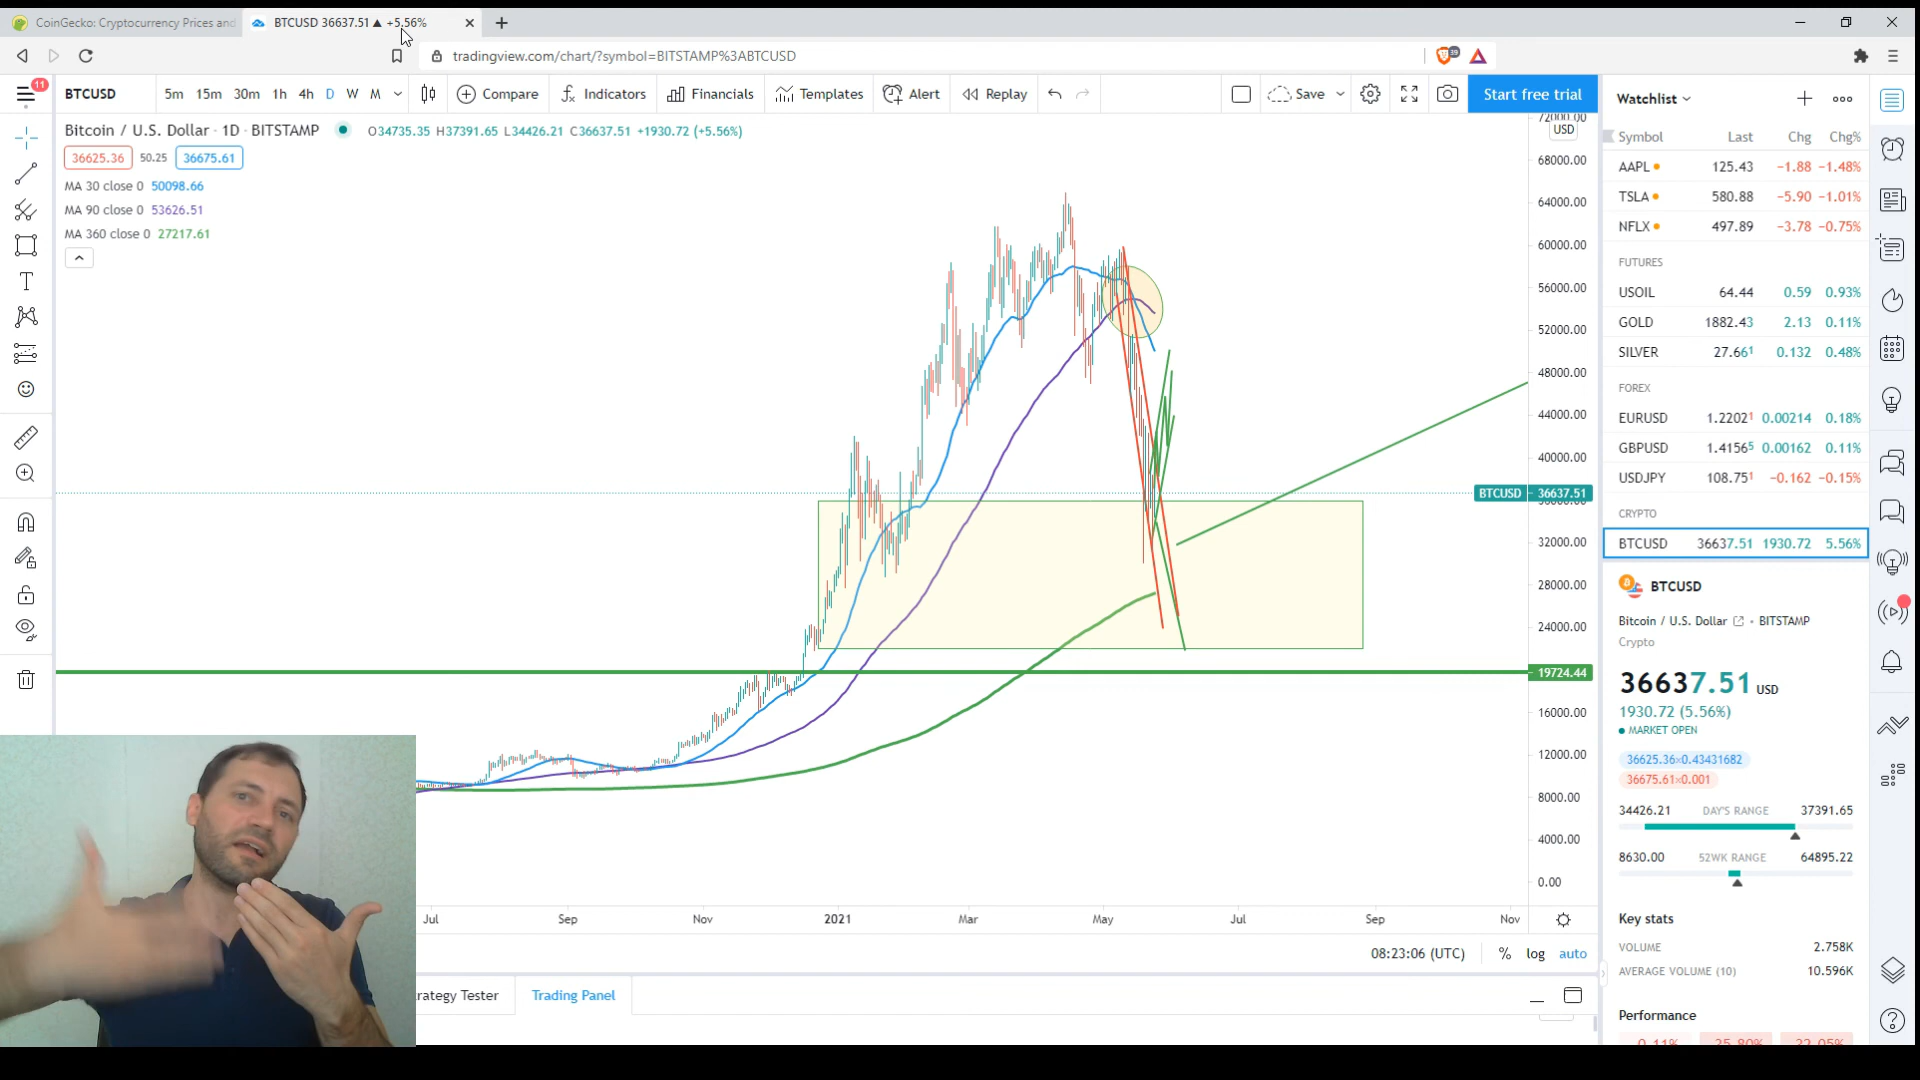 CoinGecko: Cryptocurrency Prices and
BTCUSD 36637.51 ▲ +5.56%
tradingview.com/chart/?symbol=BITSTAMP%3ABTCUSD
39
11
BTCUSD
5m 15m 30m 1h 4h D W M
Compare
Indicators
Financials
Templates
Alert
Replay
Save
Start free trial
Bitcoin / U.S. Dollar · 1D · BITSTAMP
O34735.35 H37391.65 L34426.21 C36637.51 +1930.72 (+5.56%)
36625.36 50.25 36675.61
MA 30 close 0 50098.66
MA 90 close 0 53626.51
MA 360 close 0 27217.61
72000.00
USD
68000.00
64000.00
60000.00
56000.00
52000.00
48000.00
44000.00
40000.00
BTCUSD 36637.51
36000.00
32000.00
28000.00
24000.00
19724.44
16000.00
12000.00
8000.00
4000.00
0.00
Jul Sep Nov 2021 Mar May Jul Sep Nov
08:23:06 (UTC) % log auto
rategy Tester
Trading Panel
Watchlist
Symbol Last Chg Chg%
AAPL 125.43 −1.88 −1.48%
TSLA 580.88 −5.90 −1.01%
NFLX 497.89 −3.78 −0.75%
FUTURES
USOIL 64.44 0.59 0.93%
GOLD 1882.43 2.13 0.11%
SILVER 27.661 0.132 0.48%
FOREX
EURUSD 1.22021 0.00214 0.18%
GBPUSD 1.41565 0.00162 0.11%
USDJPY 108.751 −0.162 −0.15%
CRYPTO
BTCUSD 36637.51 1930.72 5.56%
BTCUSD
Bitcoin / U.S. Dollar • BITSTAMP
Crypto
36637.51 USD
1930.72 (5.56%)
MARKET OPEN
36625.36×0.43431682
36675.61×0.001
34426.21 DAY'S RANGE 37391.65
8630.00 52WK RANGE 64895.22
Key stats
VOLUME 2.758K
AVERAGE VOLUME (10) 10.596K
Performance